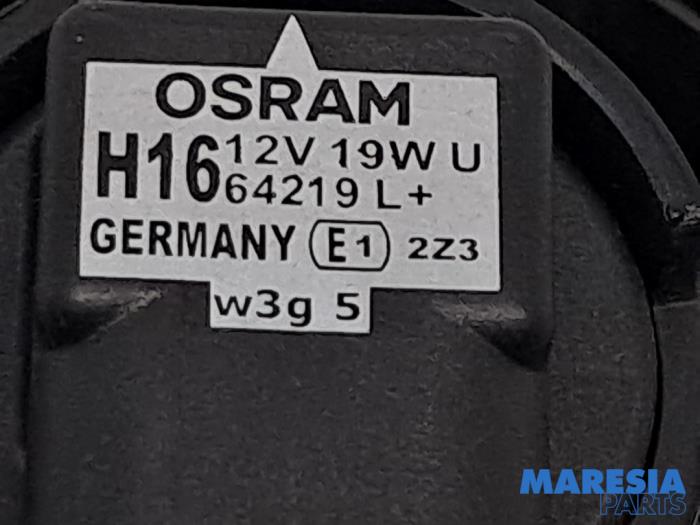 OSRAM
H16 12V 19W U
64219 L+
GERMANY E1 2Z3
w3g 5
MARESIA
PARTS